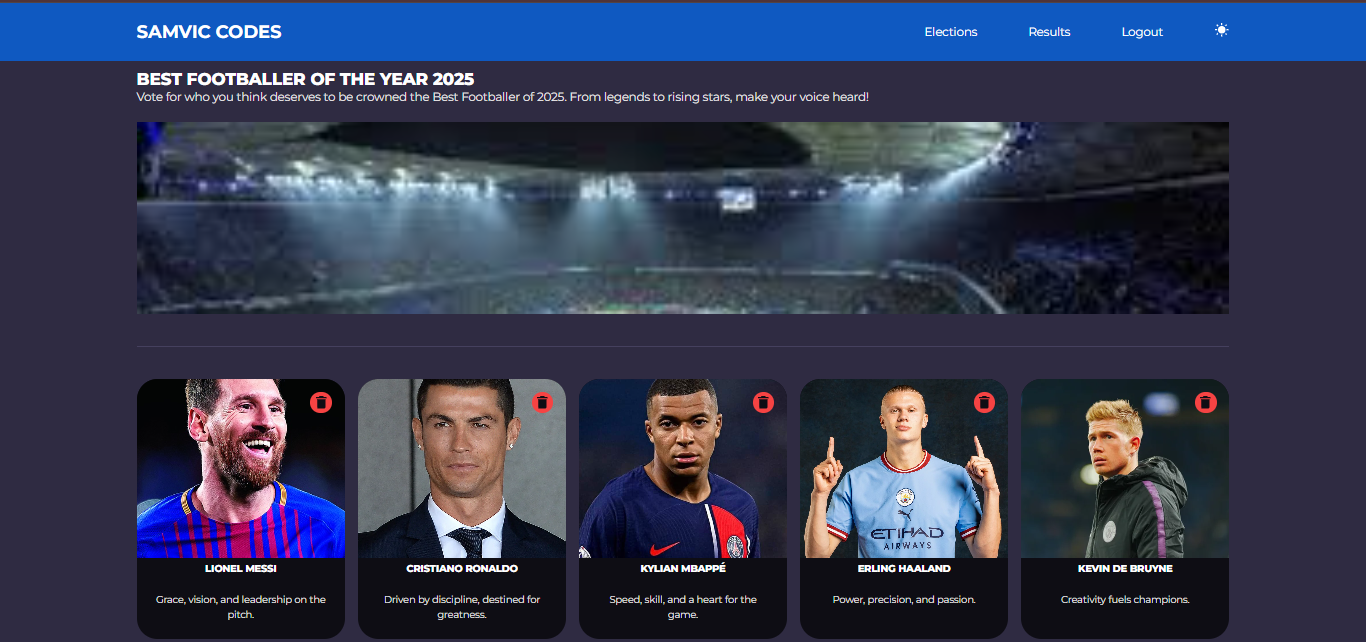 SAMVIC CODES
Elections
Results
Logout
BEST FOOTBALLER OF THE YEAR 2025
Vote for who you think deserves to be crowned the Best Footballer of 2025. From legends to rising stars, make your voice heard!
ETIHAD
AIRWAYS
LIONEL MESSI
Grace, vision, and leadership on the
pitch.
CRISTIANO RONALDO
Driven by discipline, destined for
greatness.
KYLIAN MBAPPÉ
Speed, skill, and a heart for the
game.
ERLING HAALAND
Power, precision, and passion.
KEVIN DE BRUYNE
Creativity fuels champions.